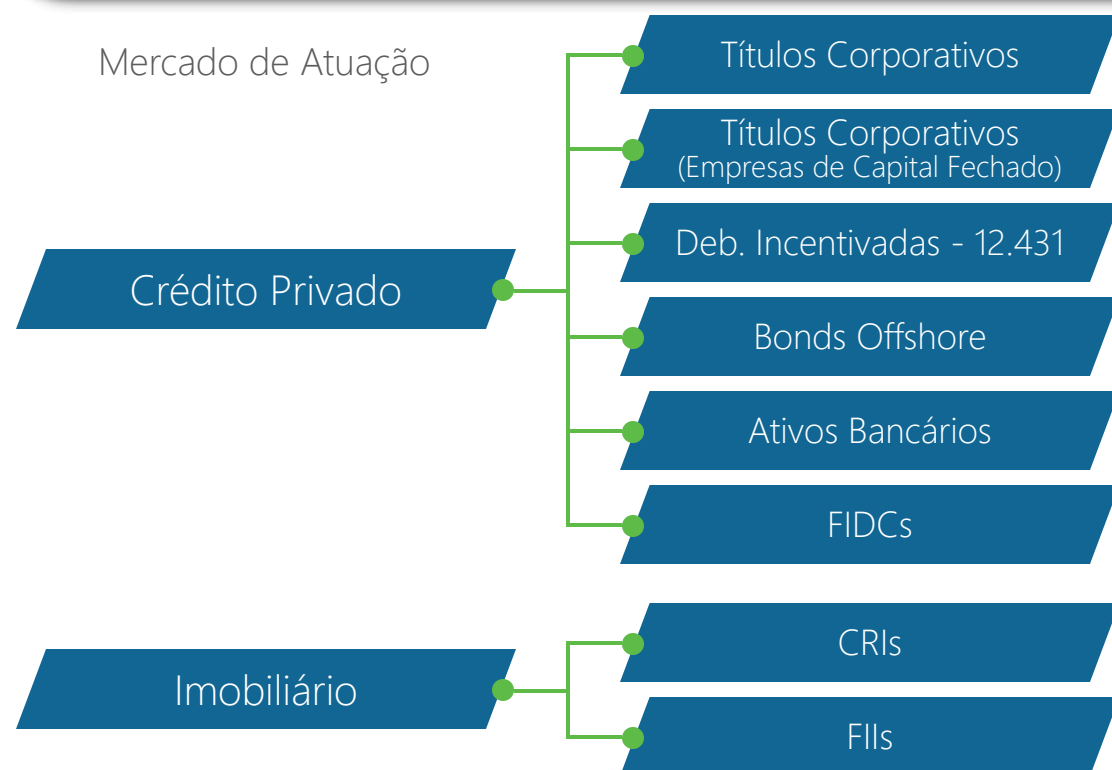 Mercado de Atuação
Títulos Corporativos
Títulos Corporativos
(Empresas de Capital Fechado)
Deb. Incentivadas - 12.431
Crédito Privado
Bonds Offshore
Ativos Bancários
FIDCs
CRIs
Imobiliário
FIIs